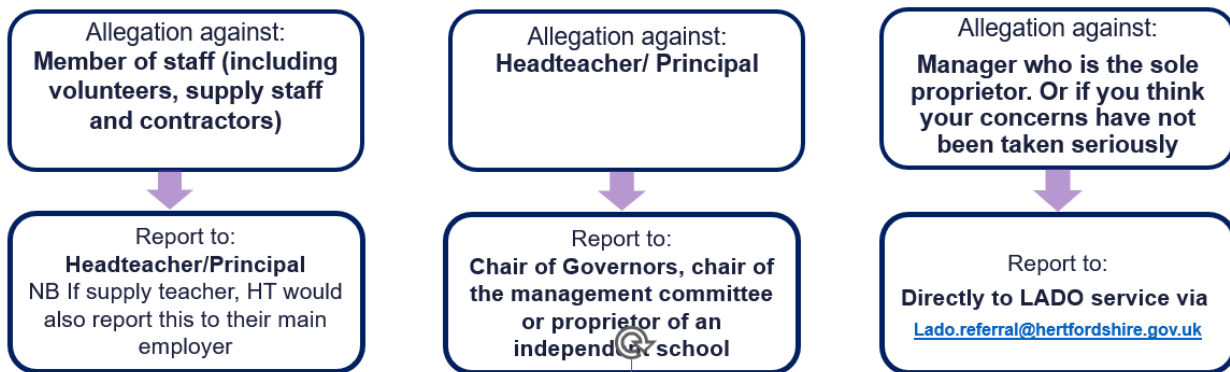 Allegation against:
Member of staff (including
volunteers, supply staff
and contractors)
Report to:
Headteacher/Principal
NB If supply teacher, HT would
also report this to their main
employer
Allegation against:
Headteacher/ Principal
Report to:
Chair of Governors, chair of
the management committee
or proprietor of an
independent school
Allegation against:
Manager who is the sole
proprietor. Or if you think
your concerns have not
been taken seriously
Report to:
Directly to LADO service via
Lado.referral@hertfordshire.gov.uk